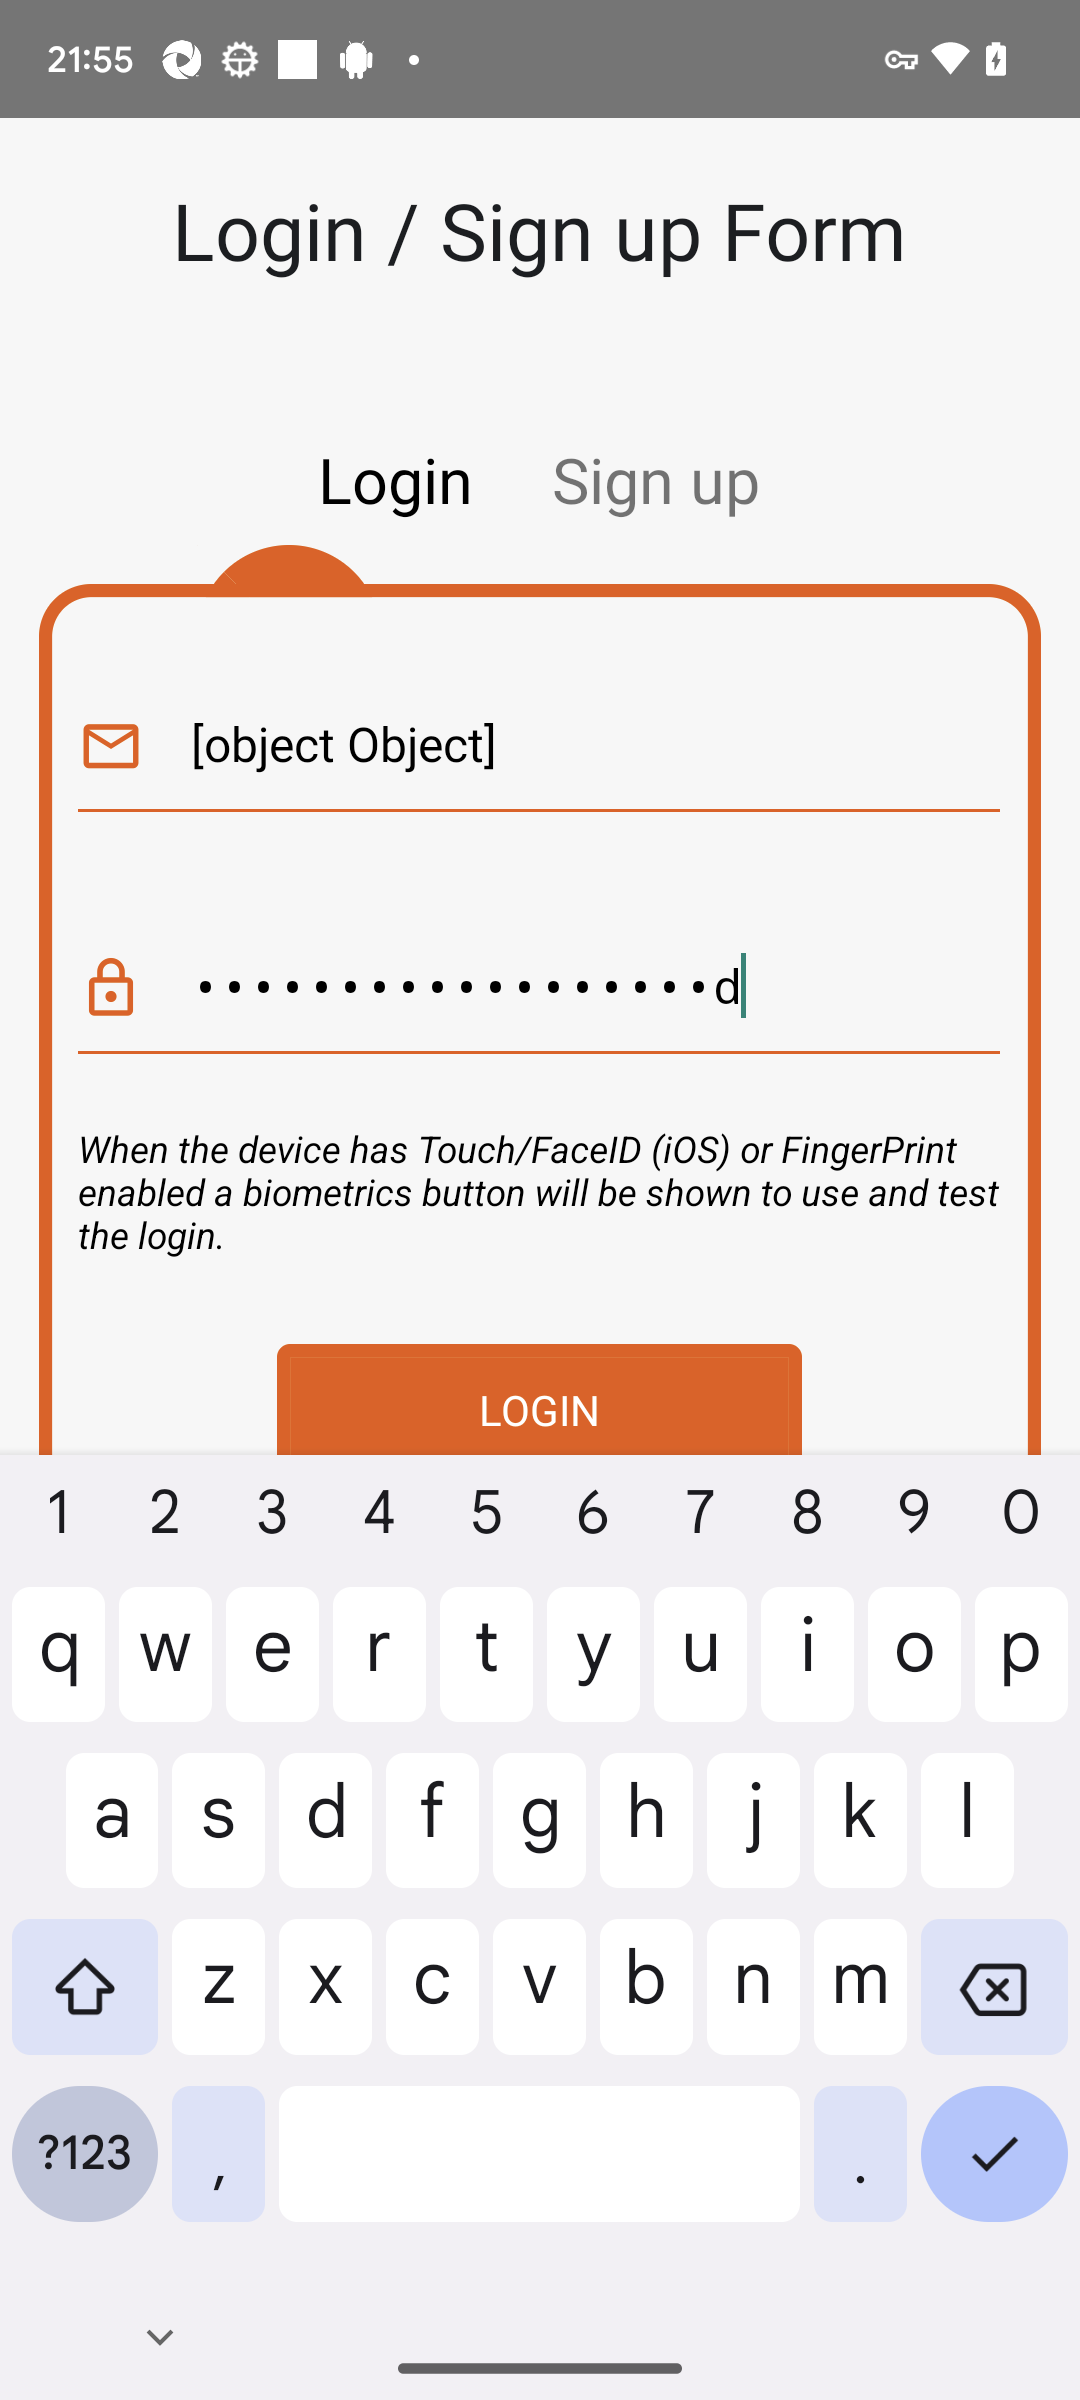 21:55
Login / Sign up Form
Login Sign up
[object Object]
••••••••••••••••••d
When the device has Touch/FaceID (iOS) or FingerPrint
enabled a biometrics button will be shown to use and test
the login.
LOGIN
1 2 3 4 5 6 7 8 9 0
q w e r t y u i o p
a s d f g h j k l
z x c v b n m
?123 , .